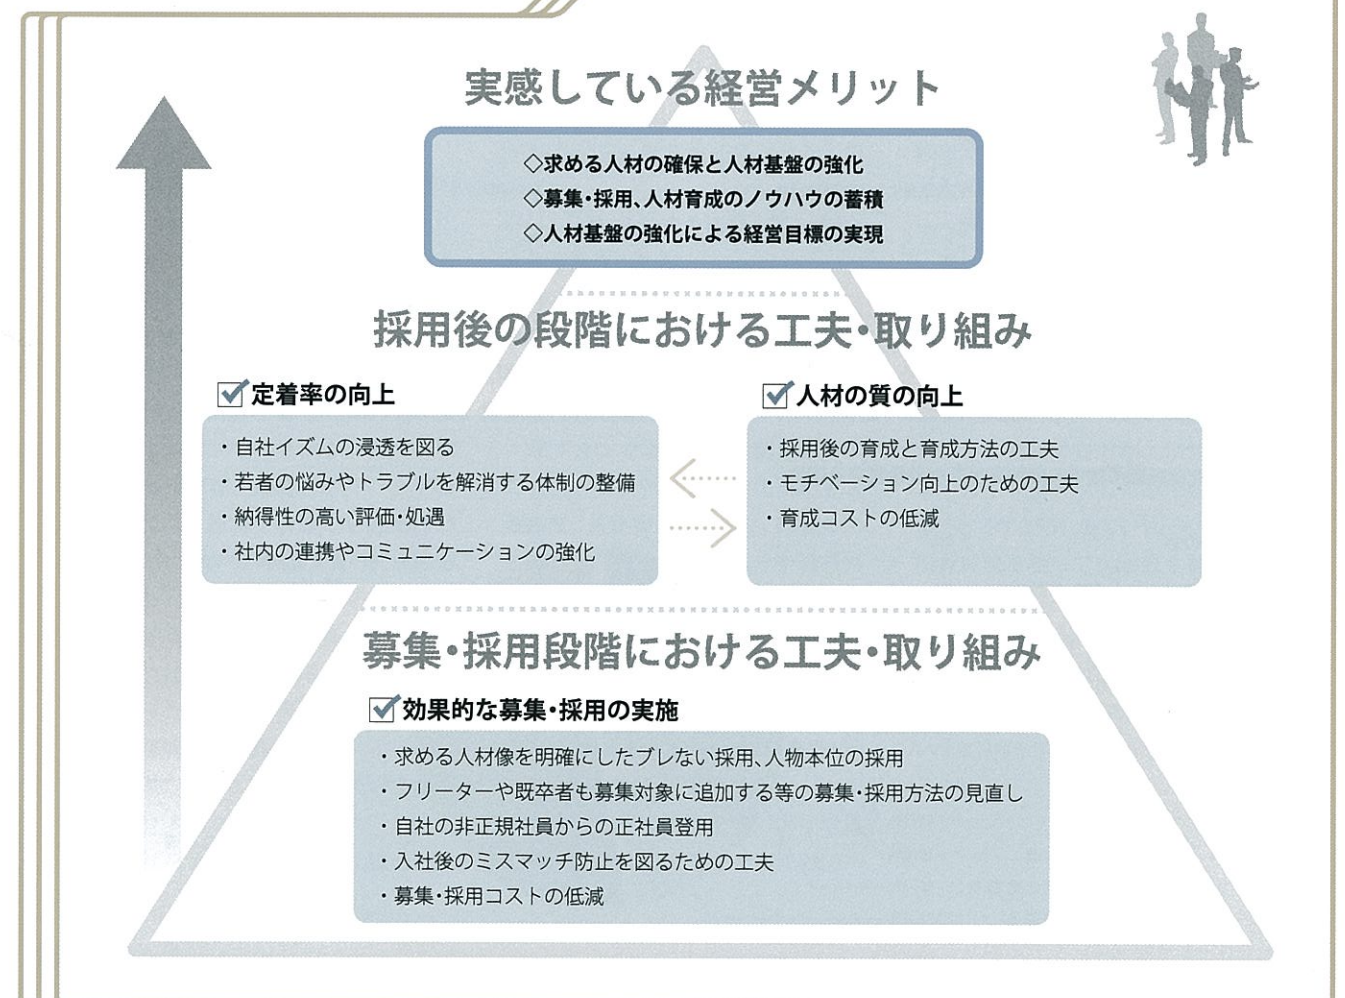 実感している経営メリット
◇求める人材の確保と人材基盤の強化
◇募集・採用、人材育成のノウハウの蓄積
◇人材基盤の強化による経営目標の実現
採用後の段階における工夫・取り組み
定着率の向上
・自社イズムの浸透を図る
・若者の悩みやトラブルを解消する体制の整備
・納得性の高い評価・処遇
・社内の連携やコミュニケーションの強化
人材の質の向上
・採用後の育成と育成方法の工夫
・モチベーション向上のための工夫
・育成コストの低減
募集・採用段階における工夫・取り組み
効果的な募集・採用の実施
・求める人材像を明確にしたブレない採用、人物本位の採用
・フリーターや既卒者も募集対象に追加する等の募集・採用方法の見直し
・自社の非正規社員からの正社員登用
・入社後のミスマッチ防止を図るための工夫
・募集・採用コストの低減